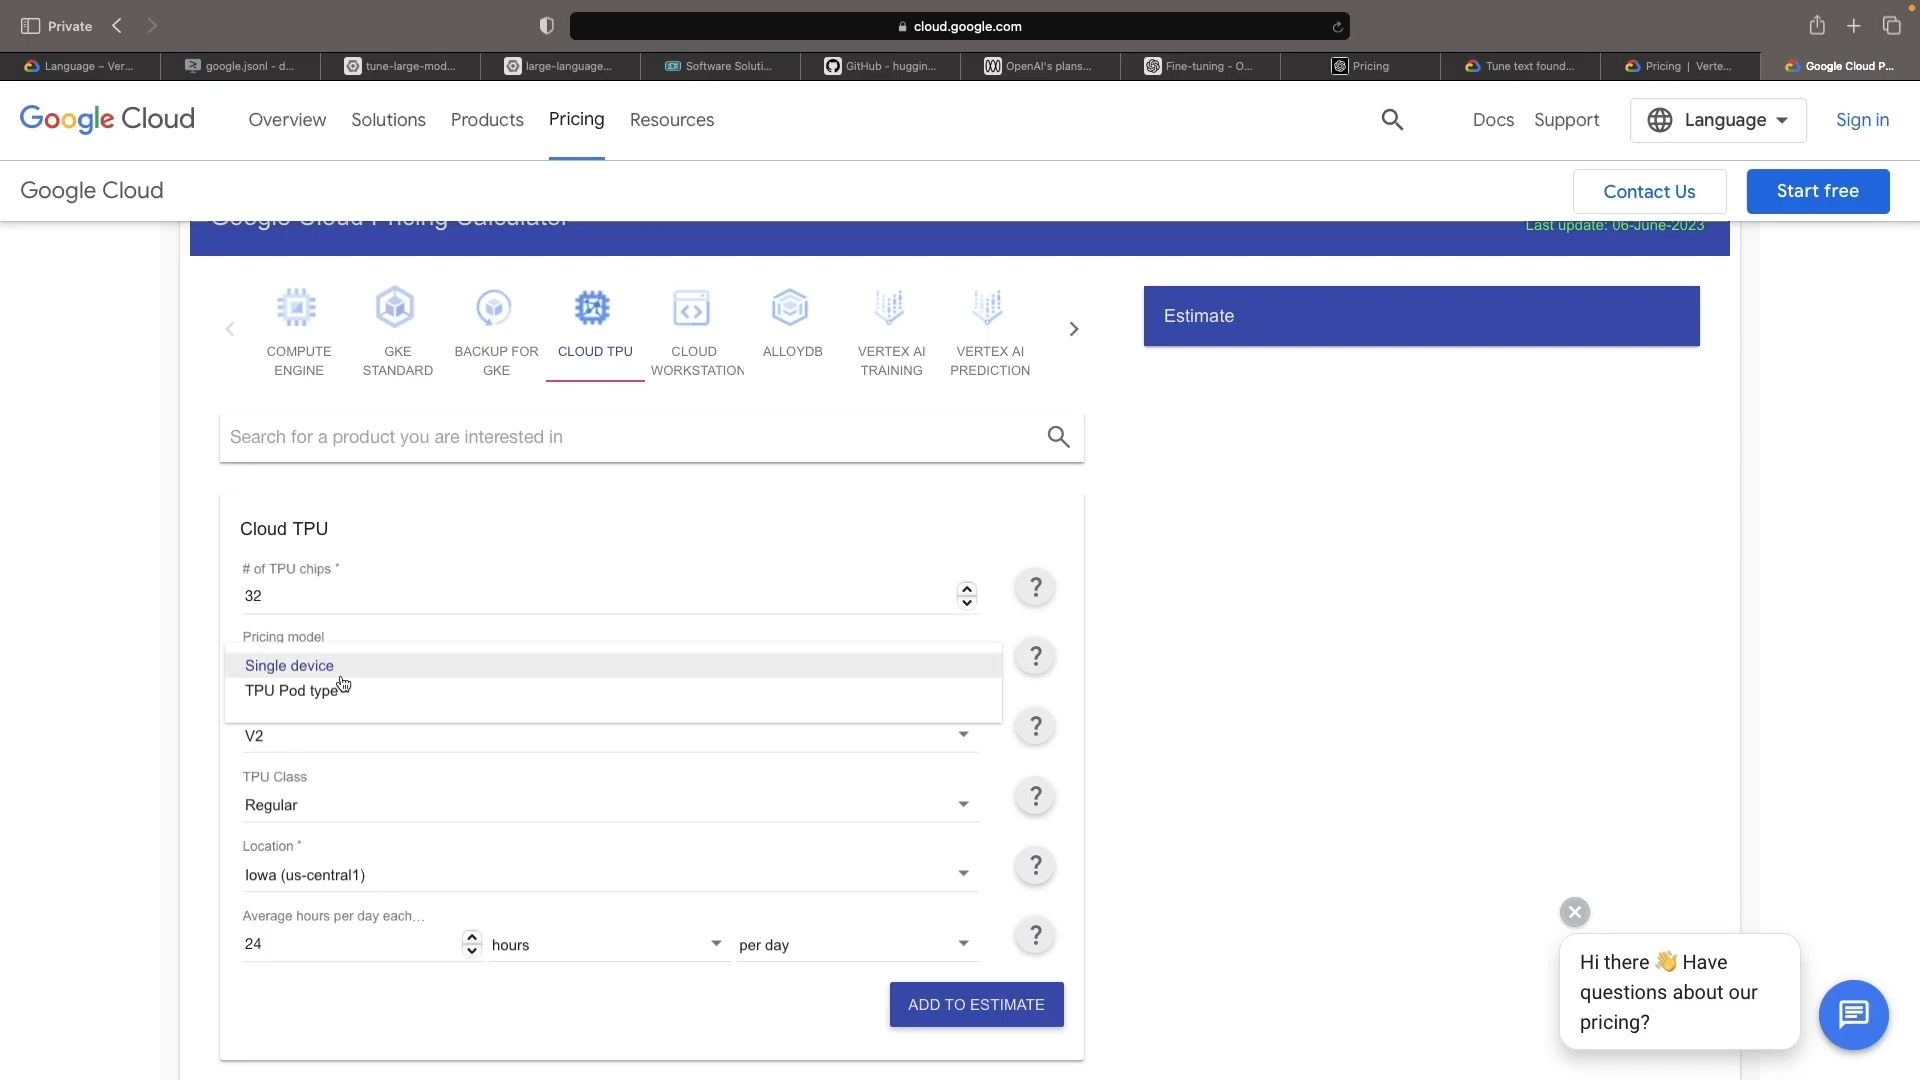 Private
cloud.google.com
Language – Ver...
google.jsonl - d...
tune-large-mod...
large-language...
Software Soluti...
GitHub - huggin...
OpenAI's plans...
Fine-tuning - O...
Pricing
Tune text found...
Pricing | Verte...
Google Cloud P...
Google Cloud
Overview
Solutions
Products
Pricing
Resources
Docs
Support
Language
Sign in
Google Cloud
Contact Us
Start free
Google Cloud Pricing Calculator
Last update: 06-June-2023
COMPUTE
ENGINE
GKE
STANDARD
BACKUP FOR
GKE
CLOUD TPU
CLOUD
WORKSTATION
ALLOYDB
VERTEX AI
TRAINING
VERTEX AI
PREDICTION
Estimate
Search for a product you are interested in
Cloud TPU
# of TPU chips *
32
?
Pricing model
?
Single device
TPU Pod type
V2
?
TPU Class
Regular
?
Location *
Iowa (us-central1)
?
Average hours per day each...
24
hours
per day
?
ADD TO ESTIMATE
Hi there 👋 Have
questions about our
pricing?